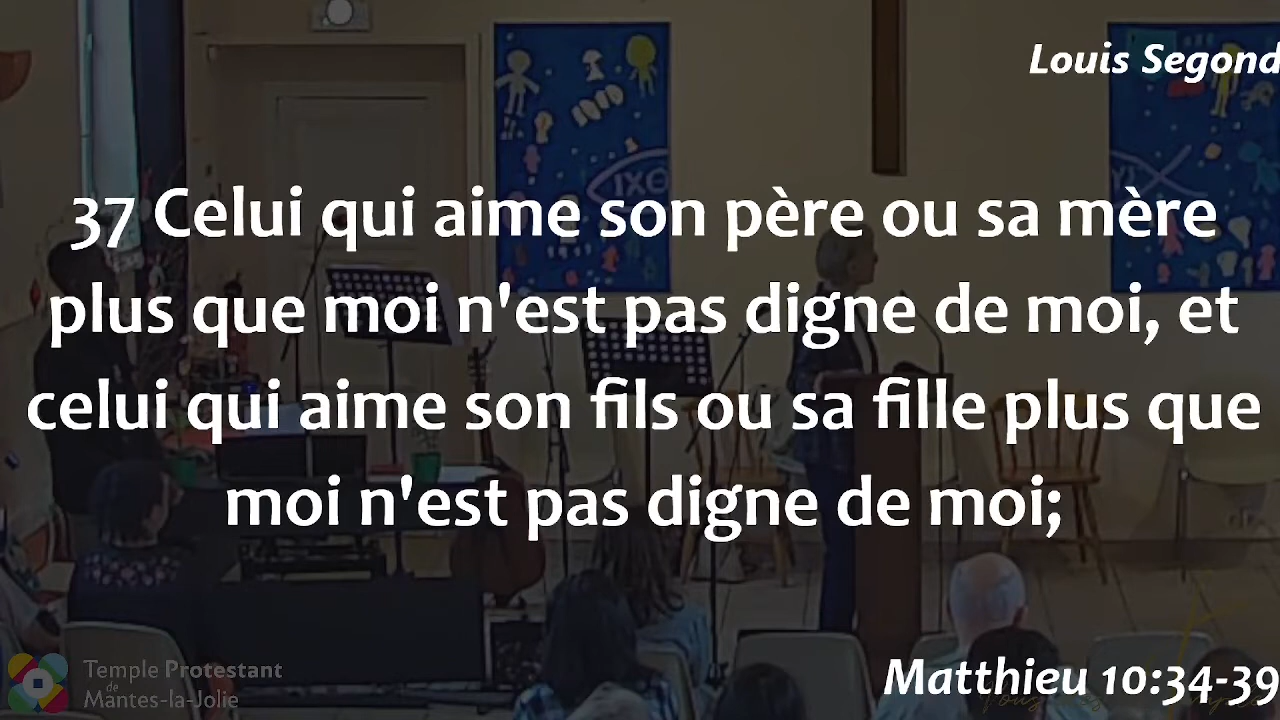 Louis Segond
ΙΧΘ
37 Celui qui aime son père ou sa mère
plus que moi n'est pas digne de moi, et
celui qui aime son fils ou sa fille plus que
moi n'est pas digne de moi;
Temple Protestant
de
Mantes-la-Jolie
Matthieu 10:34-39